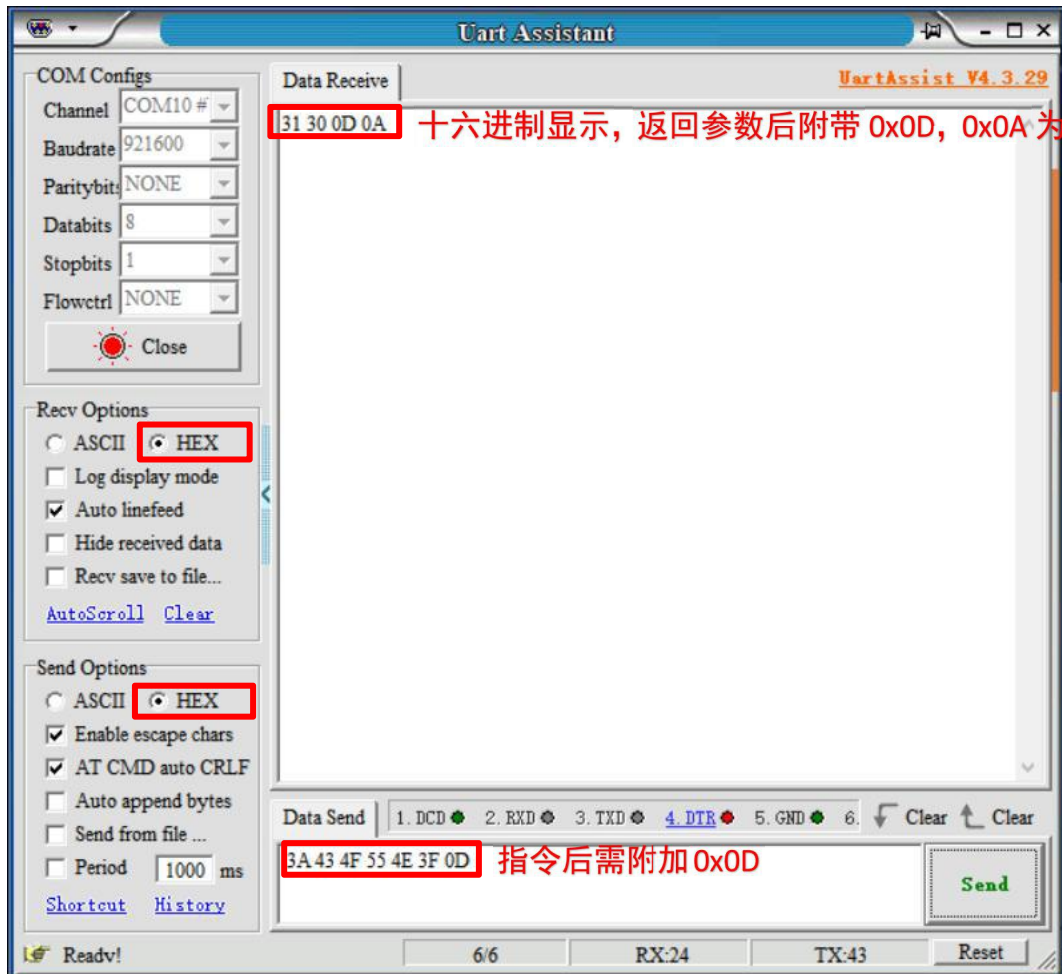 Uart Assistant
COM Configs
Channel COM10 #
Baudrate 921600
Paritybit: NONE
Databits 8
Stopbits 1
Flowctrl NONE
Close
Recv Options
ASCII HEX
Log display mode
Auto linefeed
Hide received data
Recv save to file...
AutoScroll Clear
Send Options
ASCII HEX
Enable escape chars
AT CMD auto CRLF
Auto append bytes
Send from file ...
Period 1000 ms
Shortcut History
Data Receive
UartAssist V4.3.29
31 30 0D 0A 十六进制显示，返回参数后附带 0x0D，0x0A 为
Data Send 1. DCD 2. RXD 3. TXD 4. DTR 5. GND 6. Clear Clear
3A 43 4F 55 4E 3F 0D 指令后需附加 0x0D
Send
Ready! 6/6 RX:24 TX:43 Reset